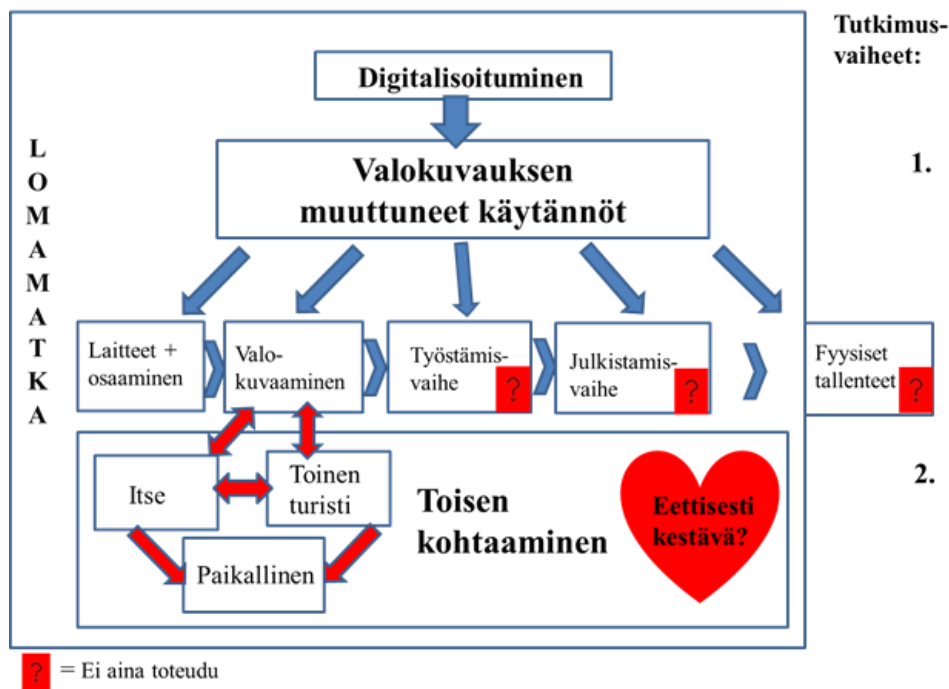 Tutkimus-
vaiheet:
Digitalisoituminen
LOMAMATKA
Valokuvauksen
muuttuneet käytännöt
1.
Laitteet +
osaaminen
Valo-
kuvaaminen
Työstämis-
vaihe
?
Julkistamis-
vaihe
?
Fyysiset
tallenteet
?
2.
Itse
Toinen
turisti
Paikallinen
Toisen
kohtaaminen
Eettisesti
kestävä?
? = Ei aina toteudu